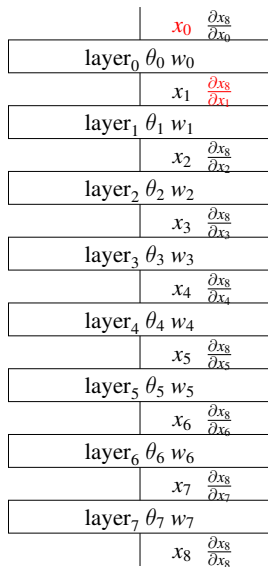 x₀ ∂x₈/∂x₀
layer₀ θ₀ w₀
x₁ ∂x₈/∂x₁
layer₁ θ₁ w₁
x₂ ∂x₈/∂x₂
layer₂ θ₂ w₂
x₃ ∂x₈/∂x₃
layer₃ θ₃ w₃
x₄ ∂x₈/∂x₄
layer₄ θ₄ w₄
x₅ ∂x₈/∂x₅
layer₅ θ₅ w₅
x₆ ∂x₈/∂x₆
layer₆ θ₆ w₆
x₇ ∂x₈/∂x₇
layer₇ θ₇ w₇
x₈ ∂x₈/∂x₈